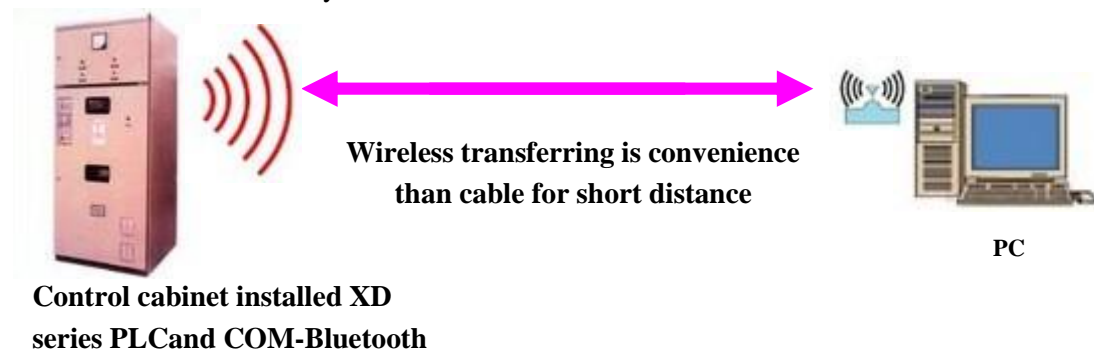 Wireless transferring is convenience
than cable for short distance
PC
Control cabinet installed XD
series PLCand COM-Bluetooth